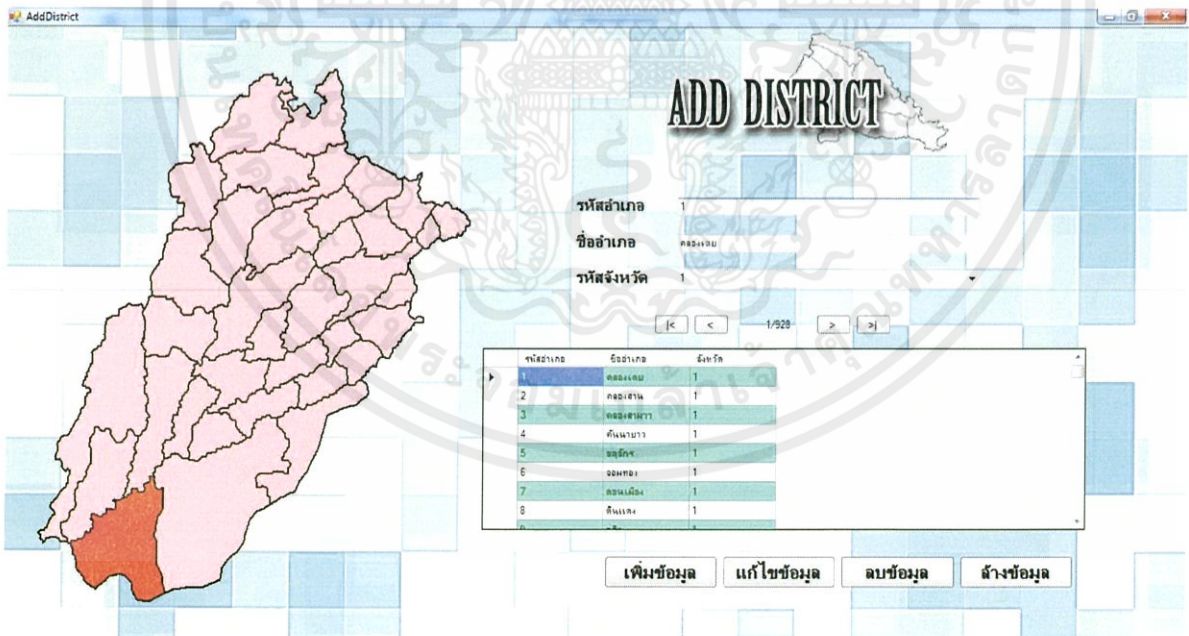 AddDistrict
ADD DISTRICT
รหัสอำเภอ 1
ชื่ออำเภอ คลองเตย
รหัสจังหวัด 1
|< < 1/928 > >|
รหัสอำเภอ ชื่ออำเภอ จังหวัด
1 คลองเตย 1
2 คลองสาน 1
3 คลองสามวา 1
4 คันนายาว 1
5 จตุจักร 1
6 จอมทอง 1
7 ดอนเมือง 1
8 ดินแดง 1
เพิ่มข้อมูล แก้ไขข้อมูล ลบข้อมูล ล้างข้อมูล